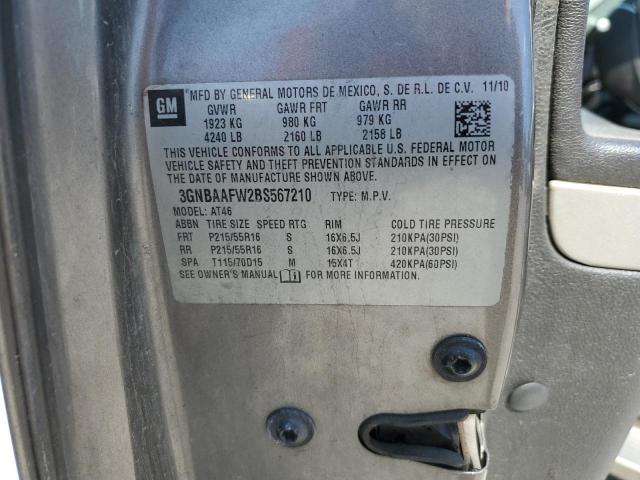 GM
MFD BY GENERAL MOTORS DE MEXICO, S. DE R.L. DE C.V. 11/10
GVWR GAWR FRT GAWR RR
1923 KG 980 KG 979 KG
4240 LB 2160 LB 2158 LB
THIS VEHICLE CONFORMS TO ALL APPLICABLE U.S. FEDERAL MOTOR
VEHICLE SAFETY AND THEFT PREVENTION STANDARDS IN EFFECT ON
THE DATE OF MANUFACTURE SHOWN ABOVE.
3GNBAAFW2BS567210 TYPE: M.P.V.
MODEL: AT46
ABBN TIRE SIZE SPEED RTG RIM COLD TIRE PRESSURE
FRT P215/55R16 S 16X6.5J 210KPA(30PSI)
RR P215/55R16 S 16X6.5J 210KPA(30PSI)
SPA T115/70D15 M 15X4T 420KPA(60PSI)
SEE OWNER'S MANUAL FOR MORE INFORMATION.